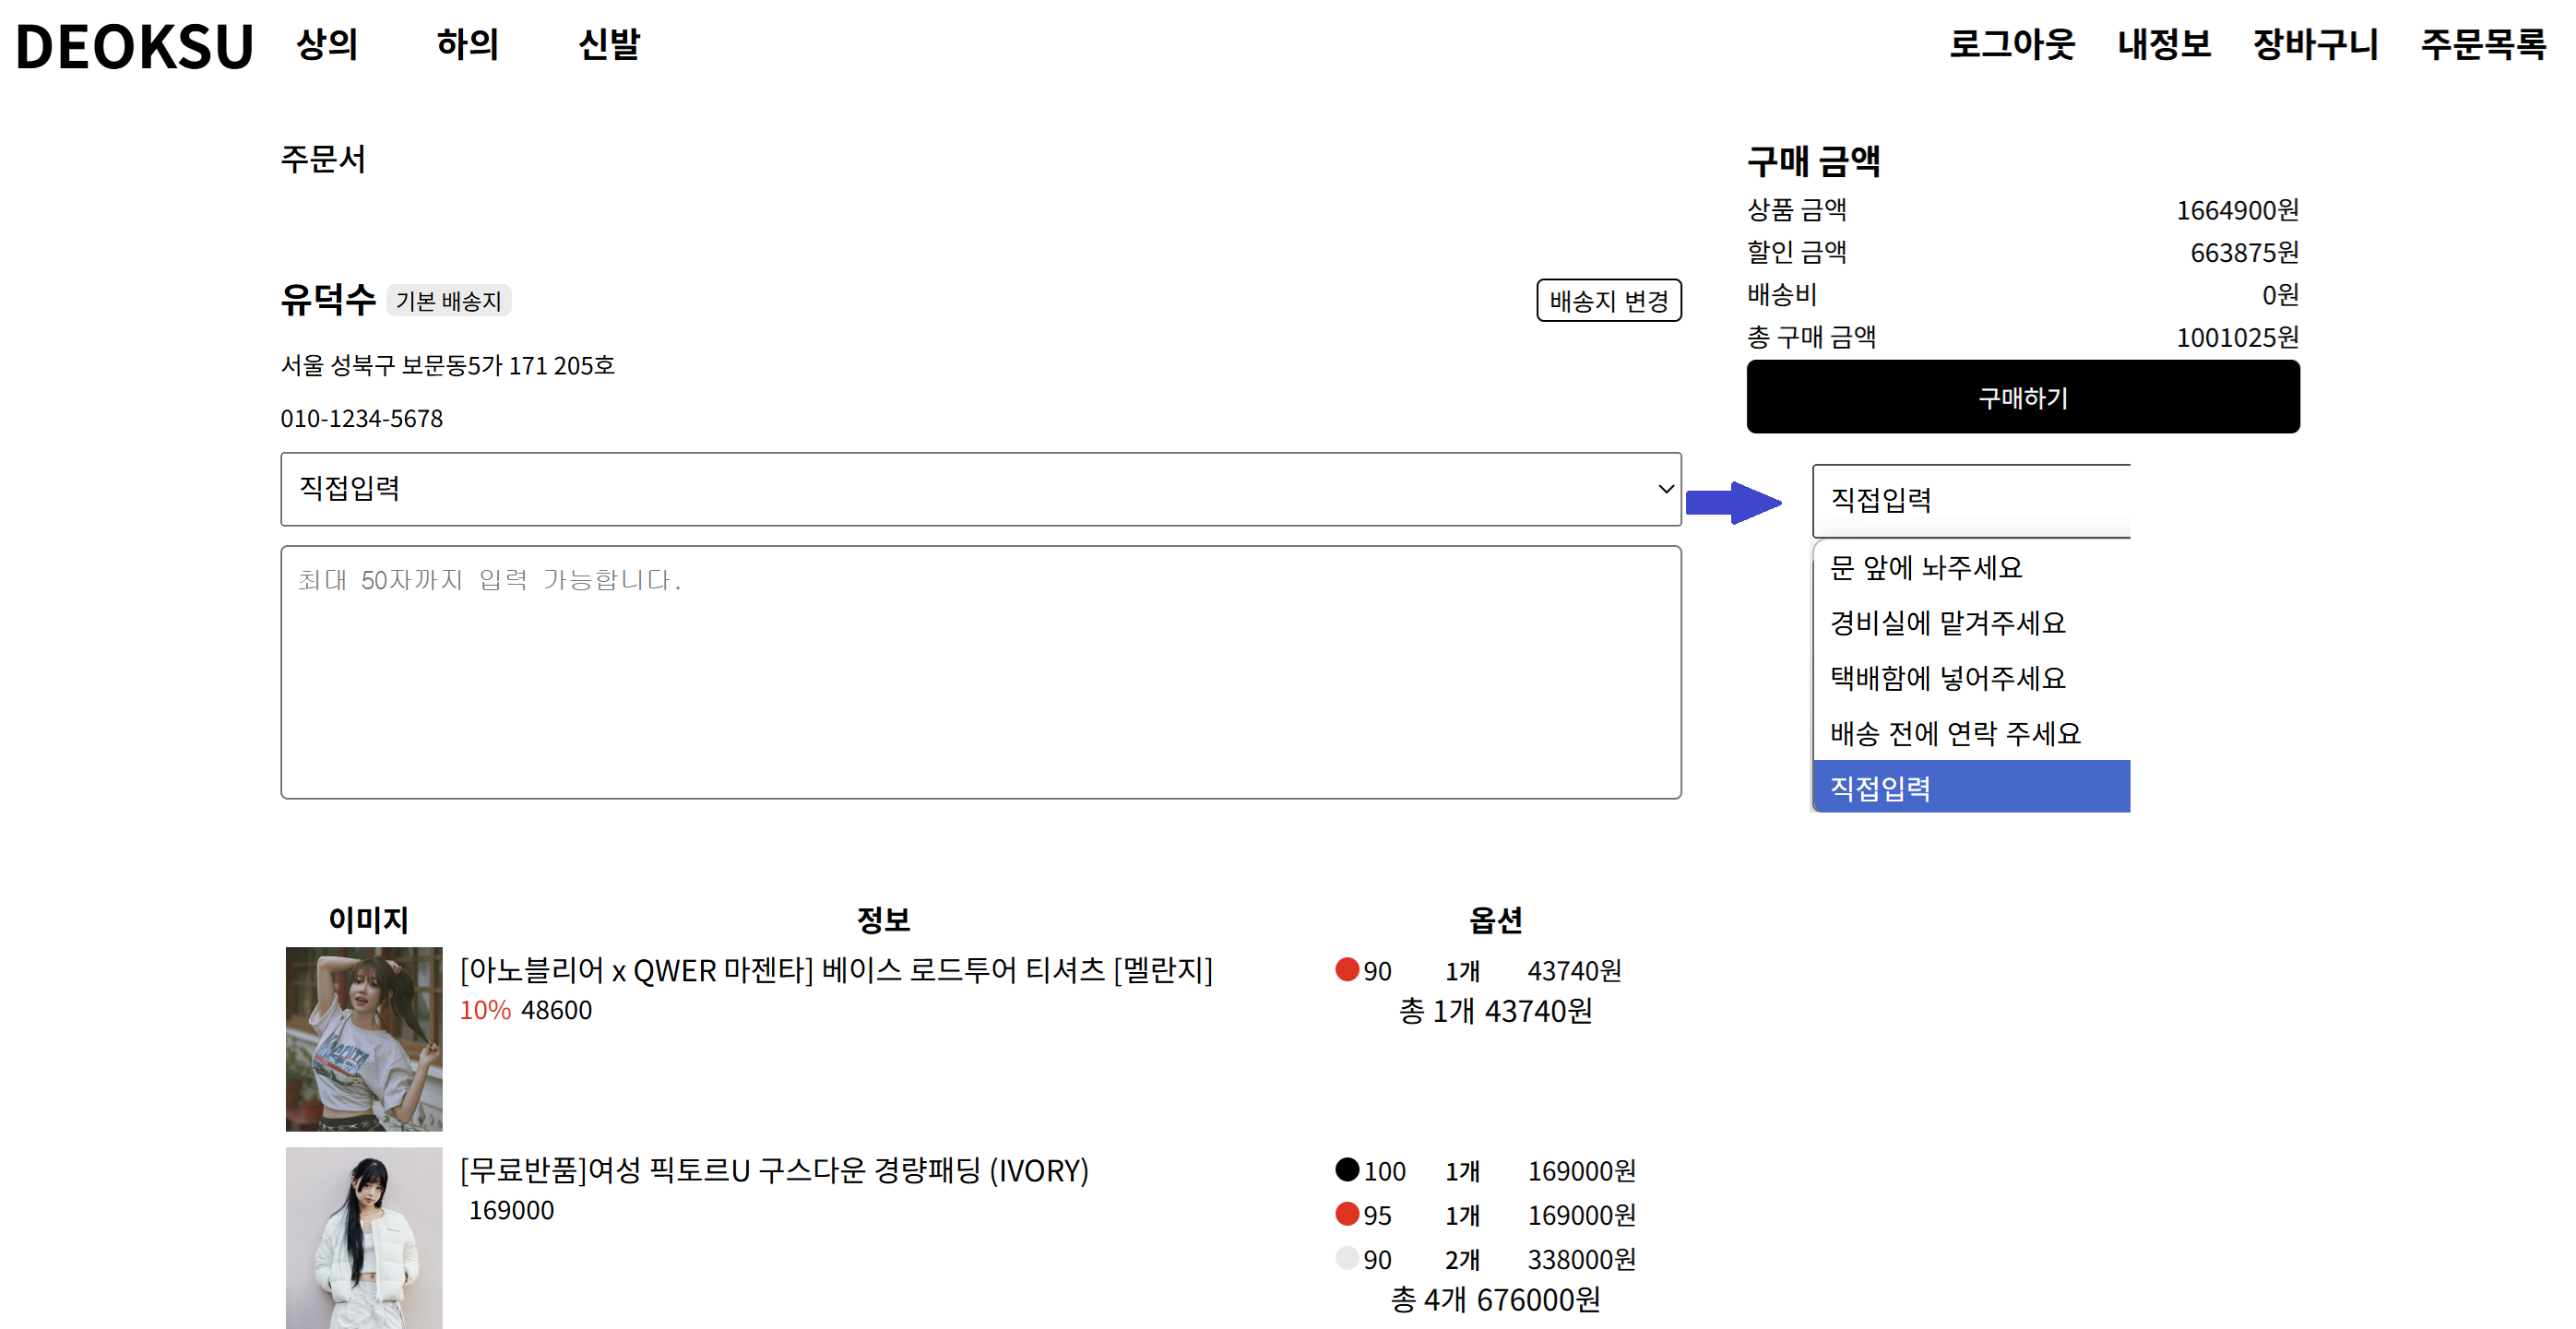 DEOKSU 상의 하의 신발 로그아웃 내정보 장바구니 주문목록
주문서
유덕수 기본 배송지 배송지 변경
서울 성북구 보문동5가 171 205호
010-1234-5678
직접입력
최대 50자까지 입력 가능합니다.
구매 금액
상품 금액 1664900원
할인 금액 663875원
배송비 0원
총 구매 금액 1001025원
구매하기
직접입력
문 앞에 놔주세요
경비실에 맡겨주세요
택배함에 넣어주세요
배송 전에 연락 주세요
직접입력
이미지 정보 옵션
[아노블리어 x QWER 마젠타] 베이스 로드투어 티셔츠 [멜란지]
10% 48600
90 1개 43740원
총 1개 43740원
[무료반품]여성 픽토르U 구스다운 경량패딩 (IVORY)
169000
100 1개 169000원
95 1개 169000원
90 2개 338000원
총 4개 676000원